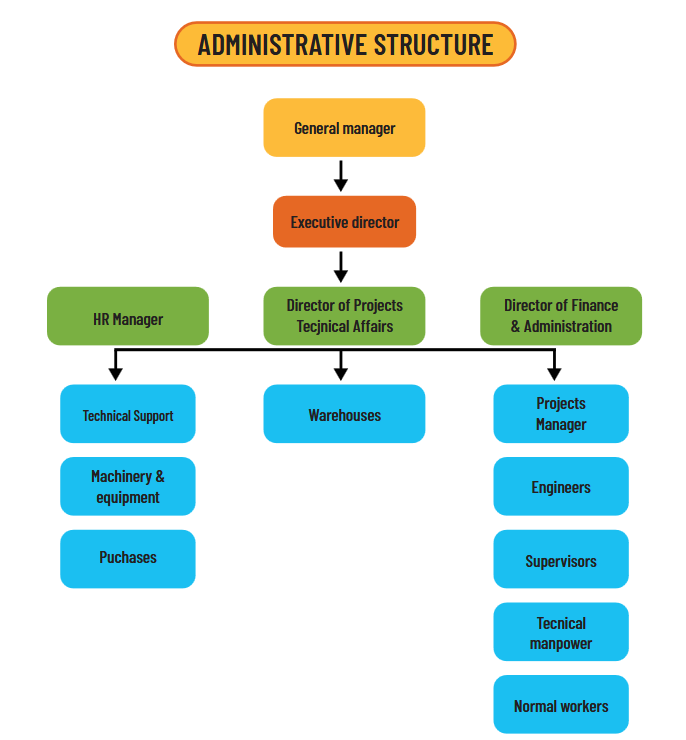 ADMINISTRATIVE STRUCTURE
General manager
Executive director
HR Manager
Director of Projects
Tecjnical Affairs
Director of Finance
& Administration
Technical Support
Warehouses
Projects
Manager
Machinery &
equipment
Engineers
Puchases
Supervisors
Tecnical
manpower
Normal workers